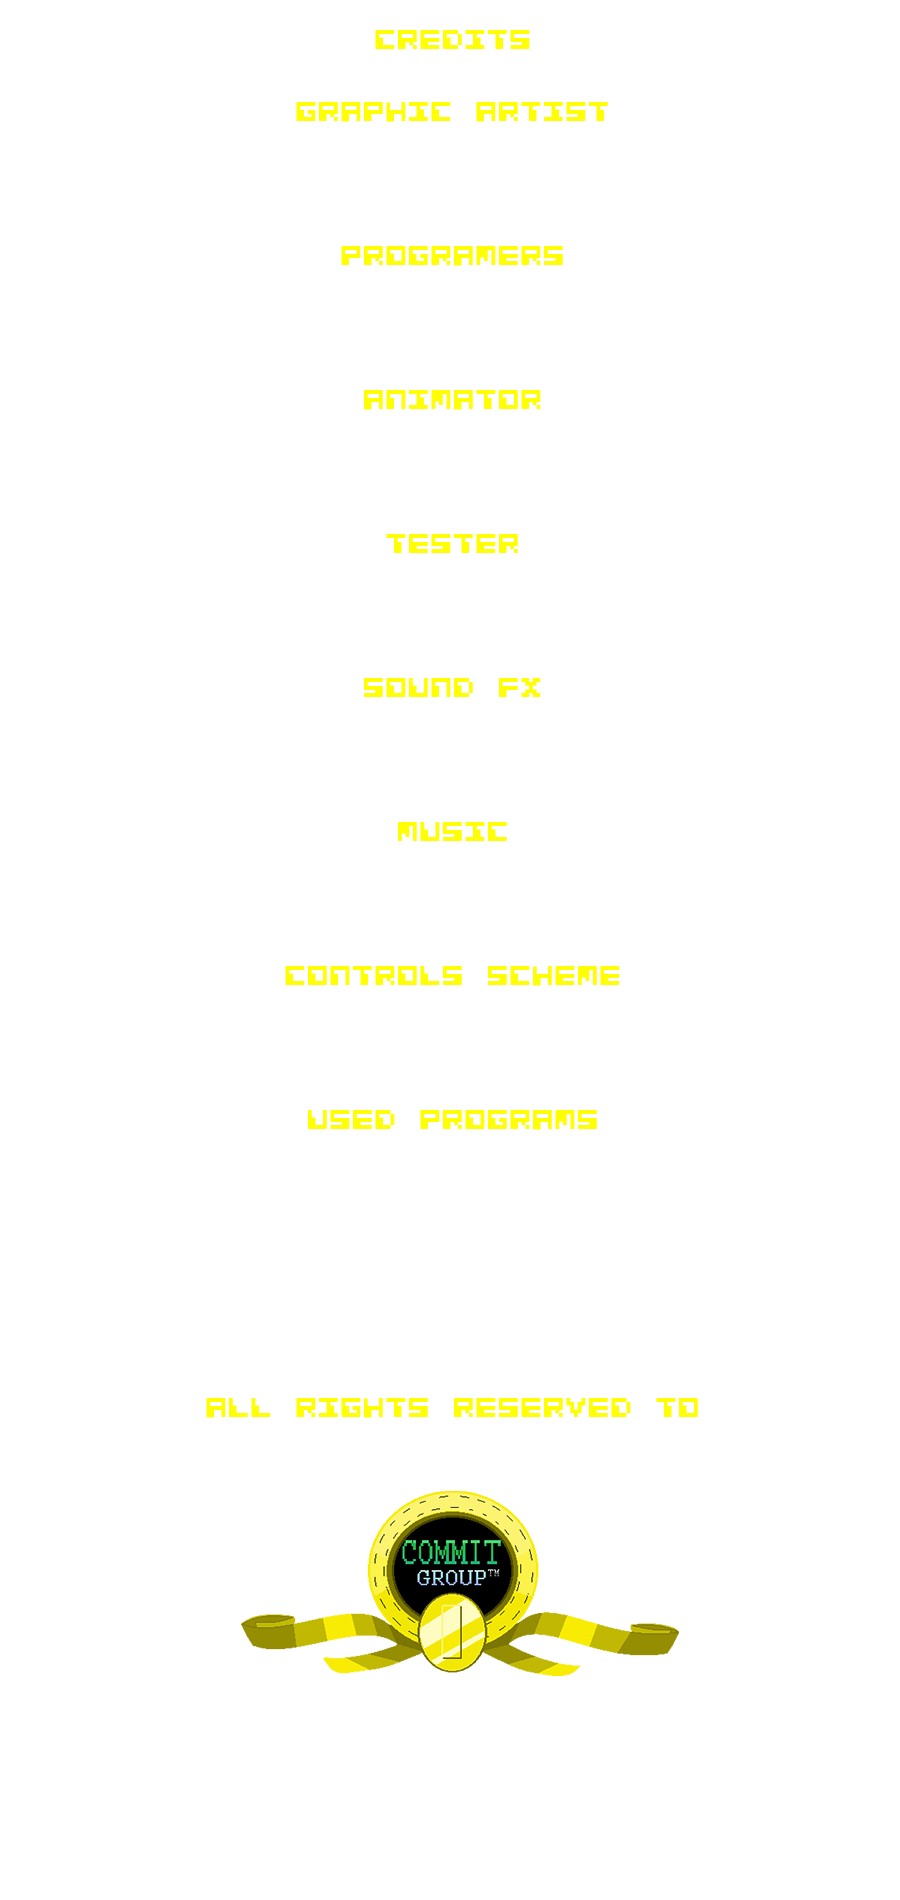 CREDITS
GRAPHIC ARTIST
PROGRAMERS
ANIMATOR
TESTER
SOUND FX
MUSIC
CONTROLS SCHEME
USED PROGRAMS
ALL RIGHTS RESERVED TO
COMMIT
GROUP™